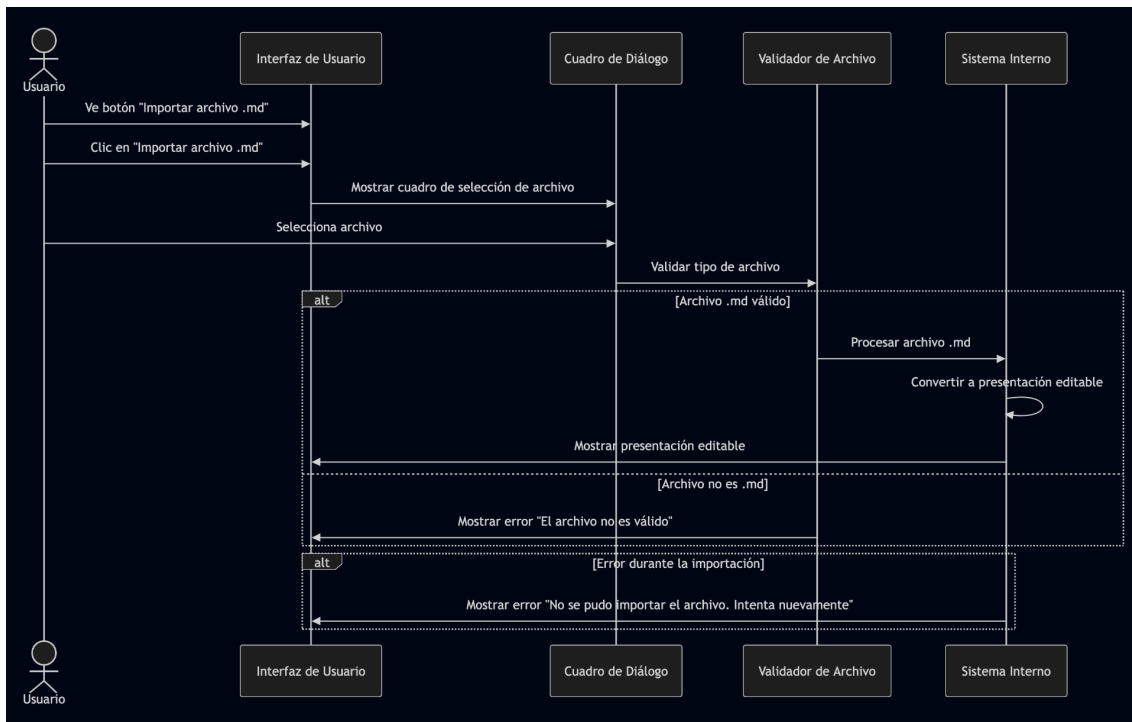 Usuario
Interfaz de Usuario
Cuadro de Diálogo
Validador de Archivo
Sistema Interno
Ve botón "Importar archivo .md"
Clic en "Importar archivo .md"
Mostrar cuadro de selección de archivo
Selecciona archivo
Validar tipo de archivo
alt
[Archivo .md válido]
Procesar archivo .md
Convertir a presentación editable
Mostrar presentación editable
[Archivo no es .md]
Mostrar error "El archivo no es válido"
alt
[Error durante la importación]
Mostrar error "No se pudo importar el archivo. Intenta nuevamente"
Usuario
Interfaz de Usuario
Cuadro de Diálogo
Validador de Archivo
Sistema Interno